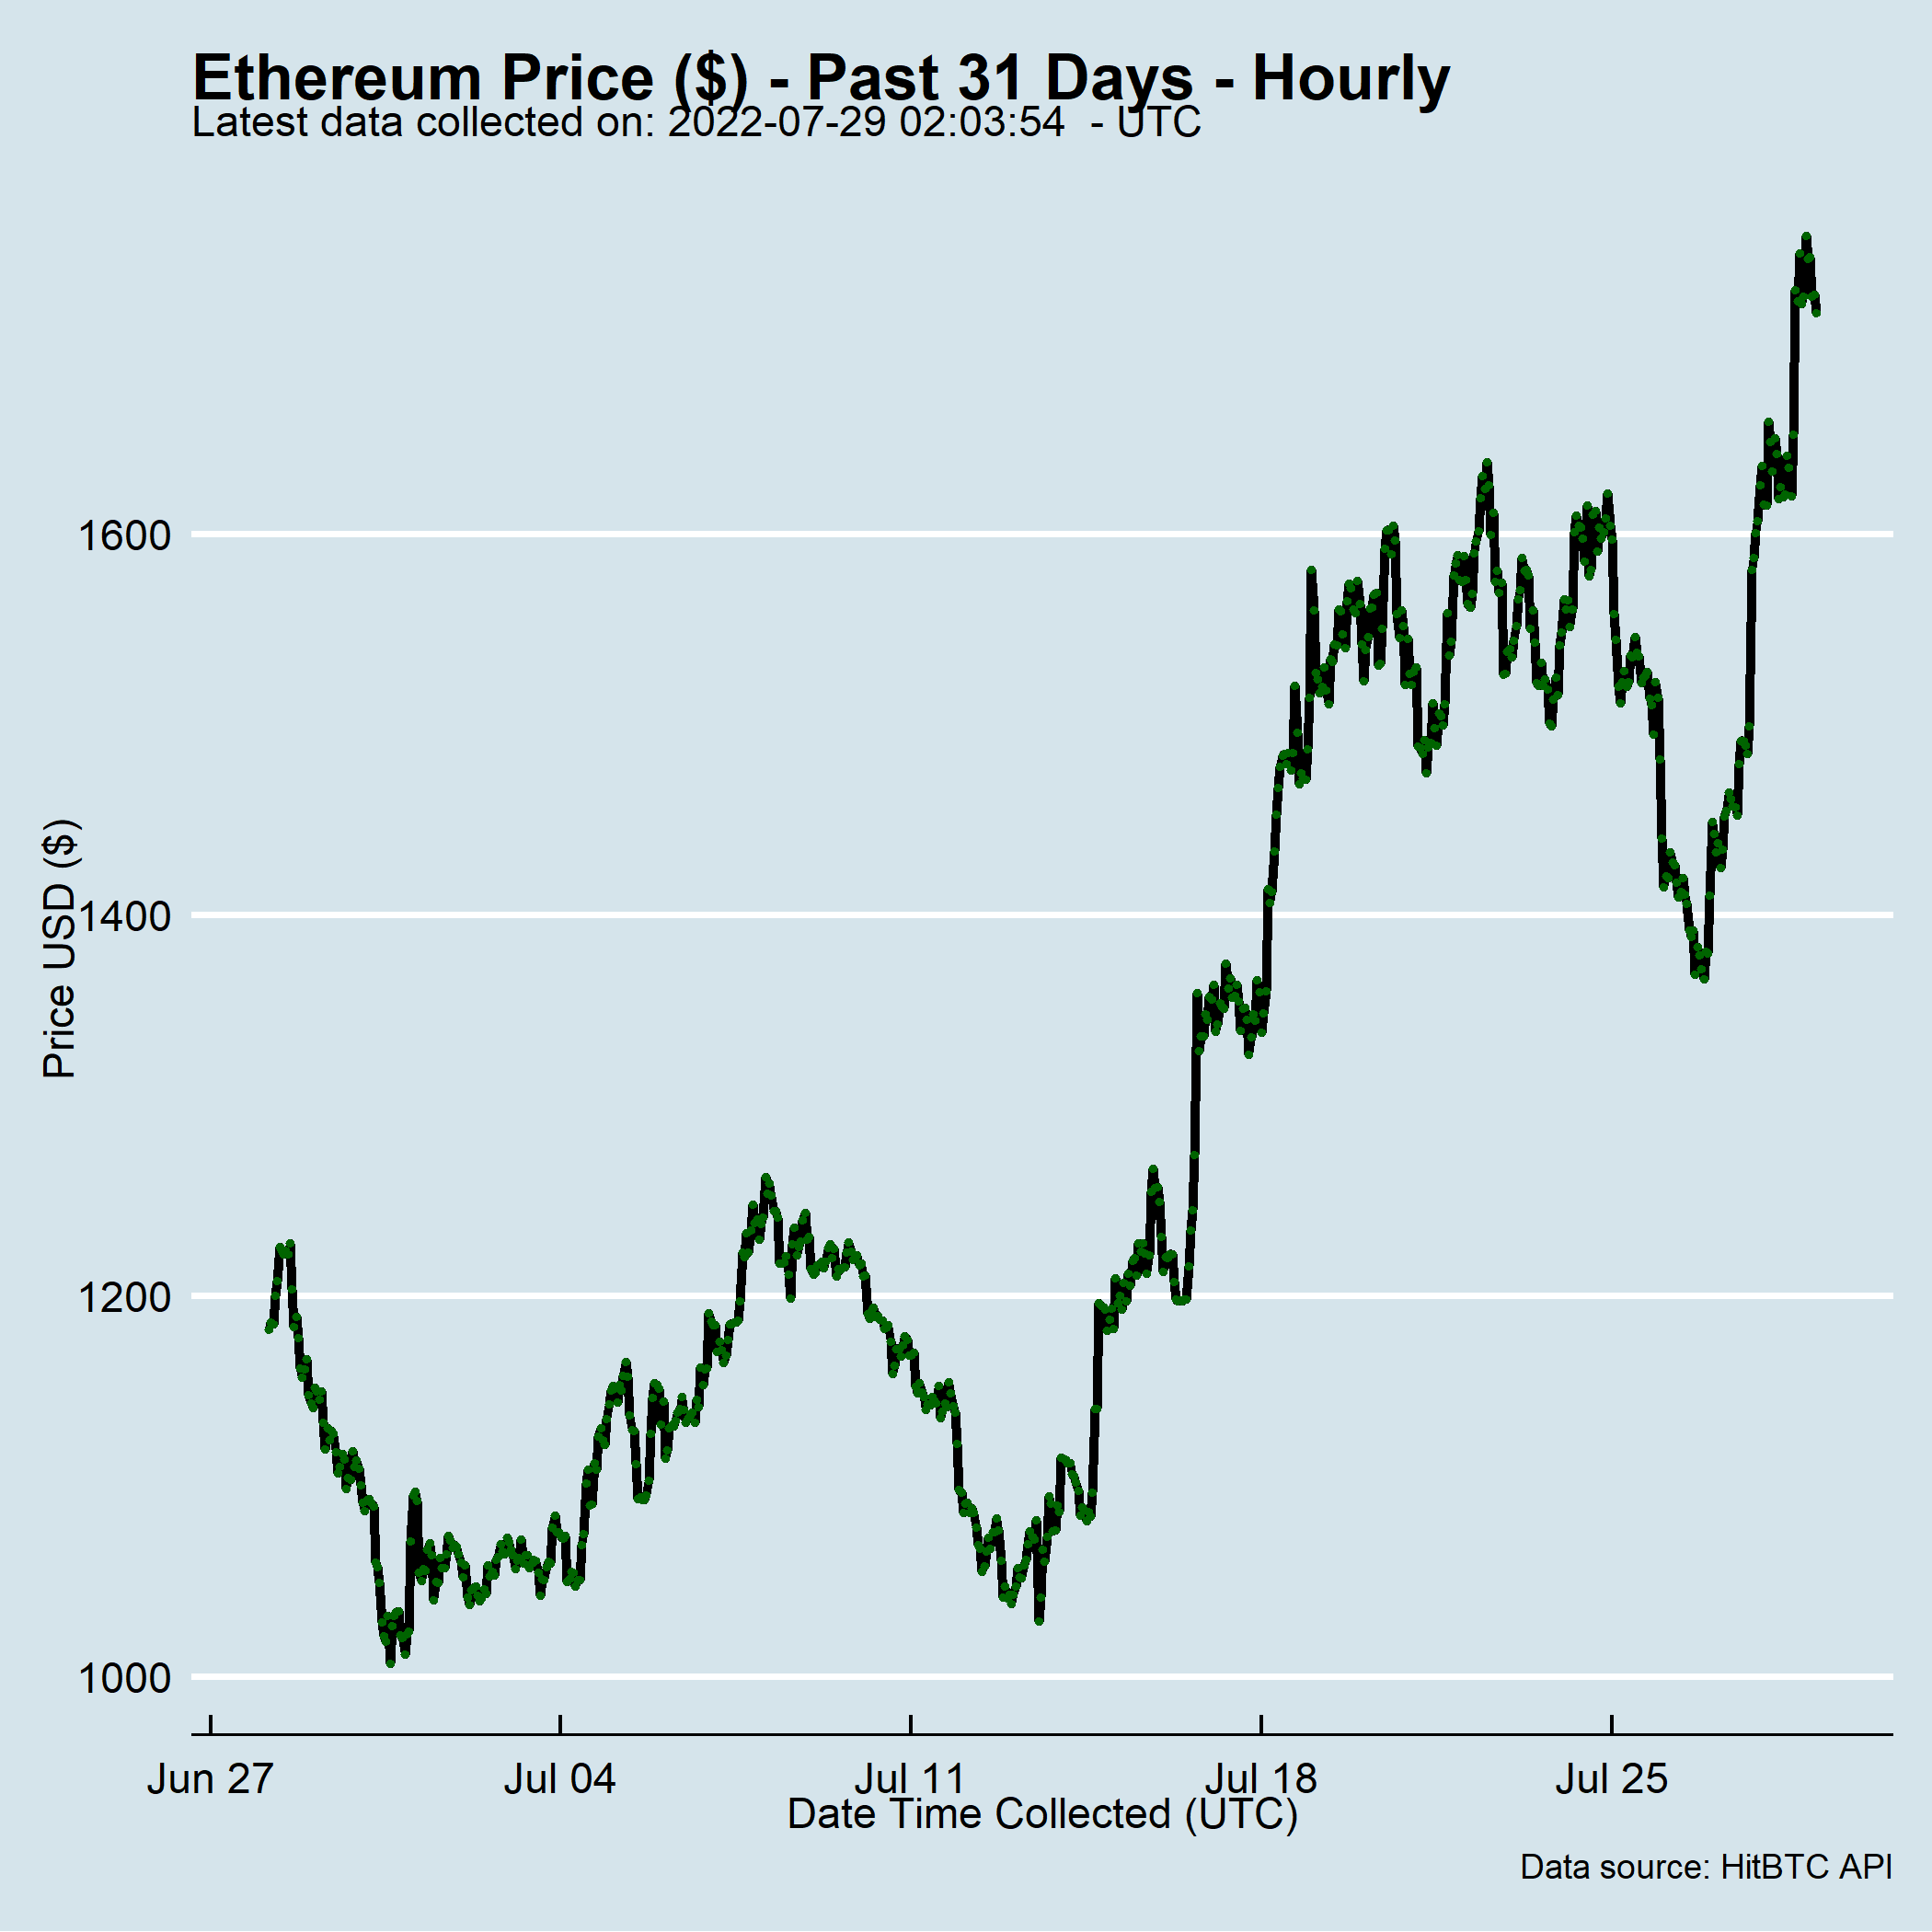 Ethereum Price ($) - Past 31 Days - Hourly
Latest data collected on: 2022-07-29 02:03:54  - UTC
Price USD ($)
1600
1400
1200
1000
Jun 27
Jul 04
Jul 11
Jul 18
Jul 25
Date Time Collected (UTC)
Data source: HitBTC API